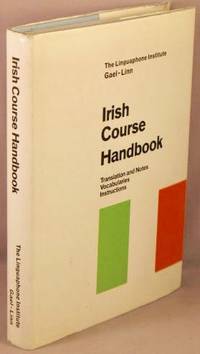 The Linguaphone Institute
Gael-Linn
Irish
Course
Handbook
Translation and Notes
Vocabularies
Instructions
Irish Course Handbook
The Linguaphone Institute
Gael-Linn